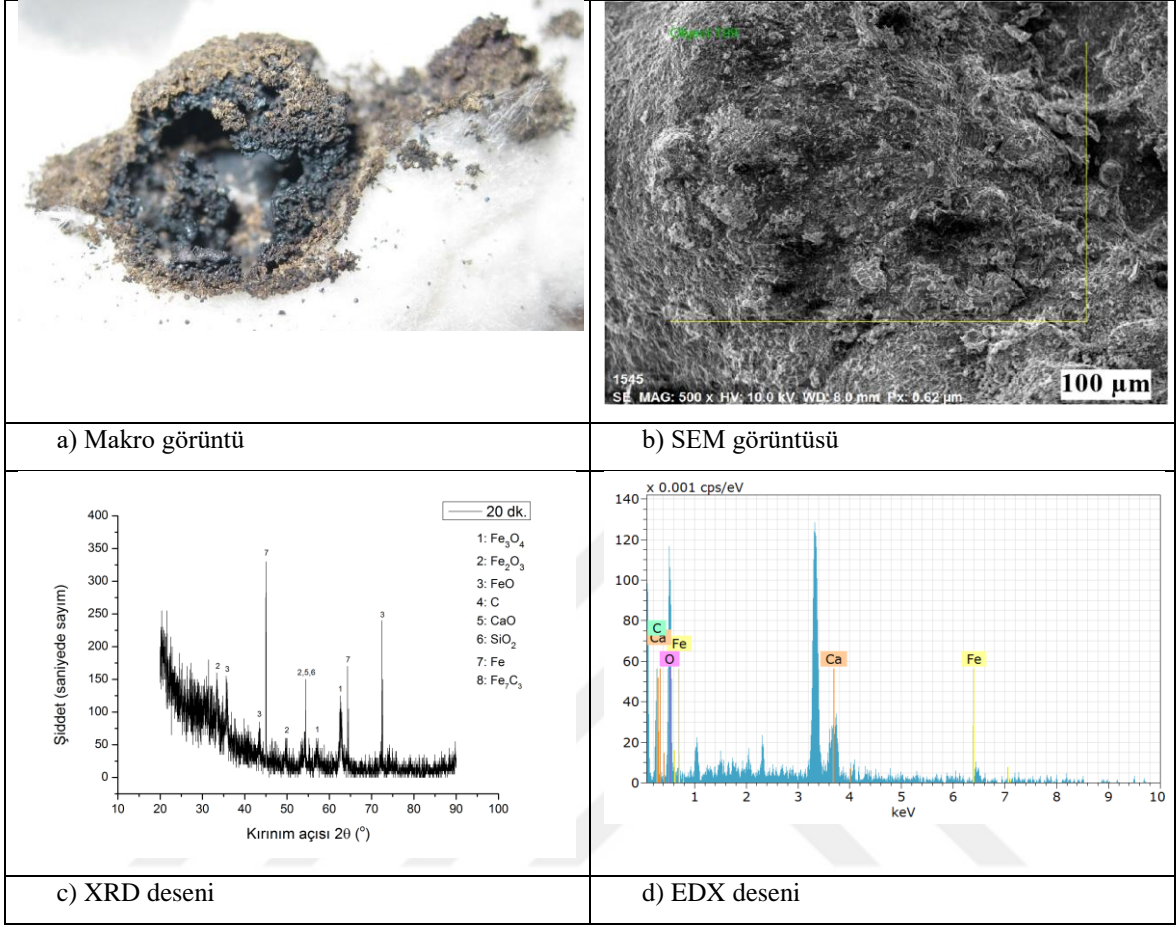 1545
SE MAG: 500 x HV: 10.0 kV WD: 8.0 mm Px: 0.62 µm
100 µm
a) Makro görüntü
b) SEM görüntüsü
400
350
300
250
200
150
100
50
0
10 20 30 40 50 60 70 80 90 100
Şiddet (saniyede sayım)
Kırınım açısı 2θ (°)
20 dk.
1: Fe₃O₄
2: Fe₂O₃
3: FeO
4: C
5: CaO
6: SiO₂
7: Fe
8: Fe₇C₃
2 3 3 7 2 2,5,6 1 1 7 3
x 0.001 cps/eV
140
120
100
80
60
40
20
0
1 2 3 4 5 6 7 8 9 10
keV
C
Ca Fe
O Ca Fe
c) XRD deseni
d) EDX deseni